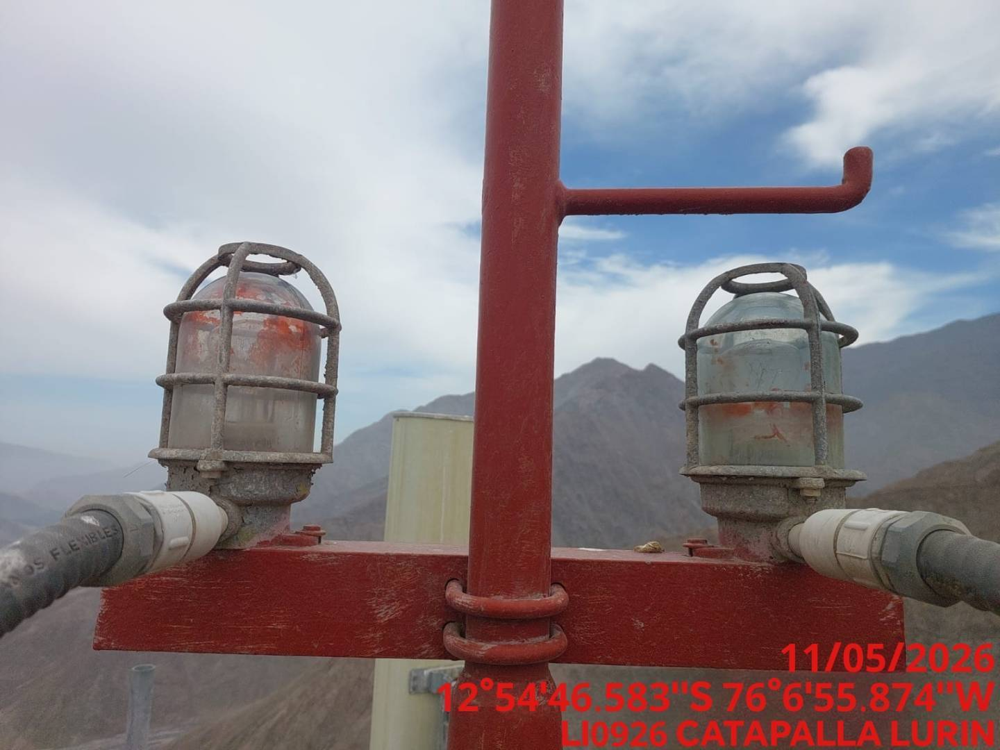 OS FLEXIBLES
11/05/2026
12°54'46.583''S 76°6'55.874''W
LI0926 CATAPALLA LURIN